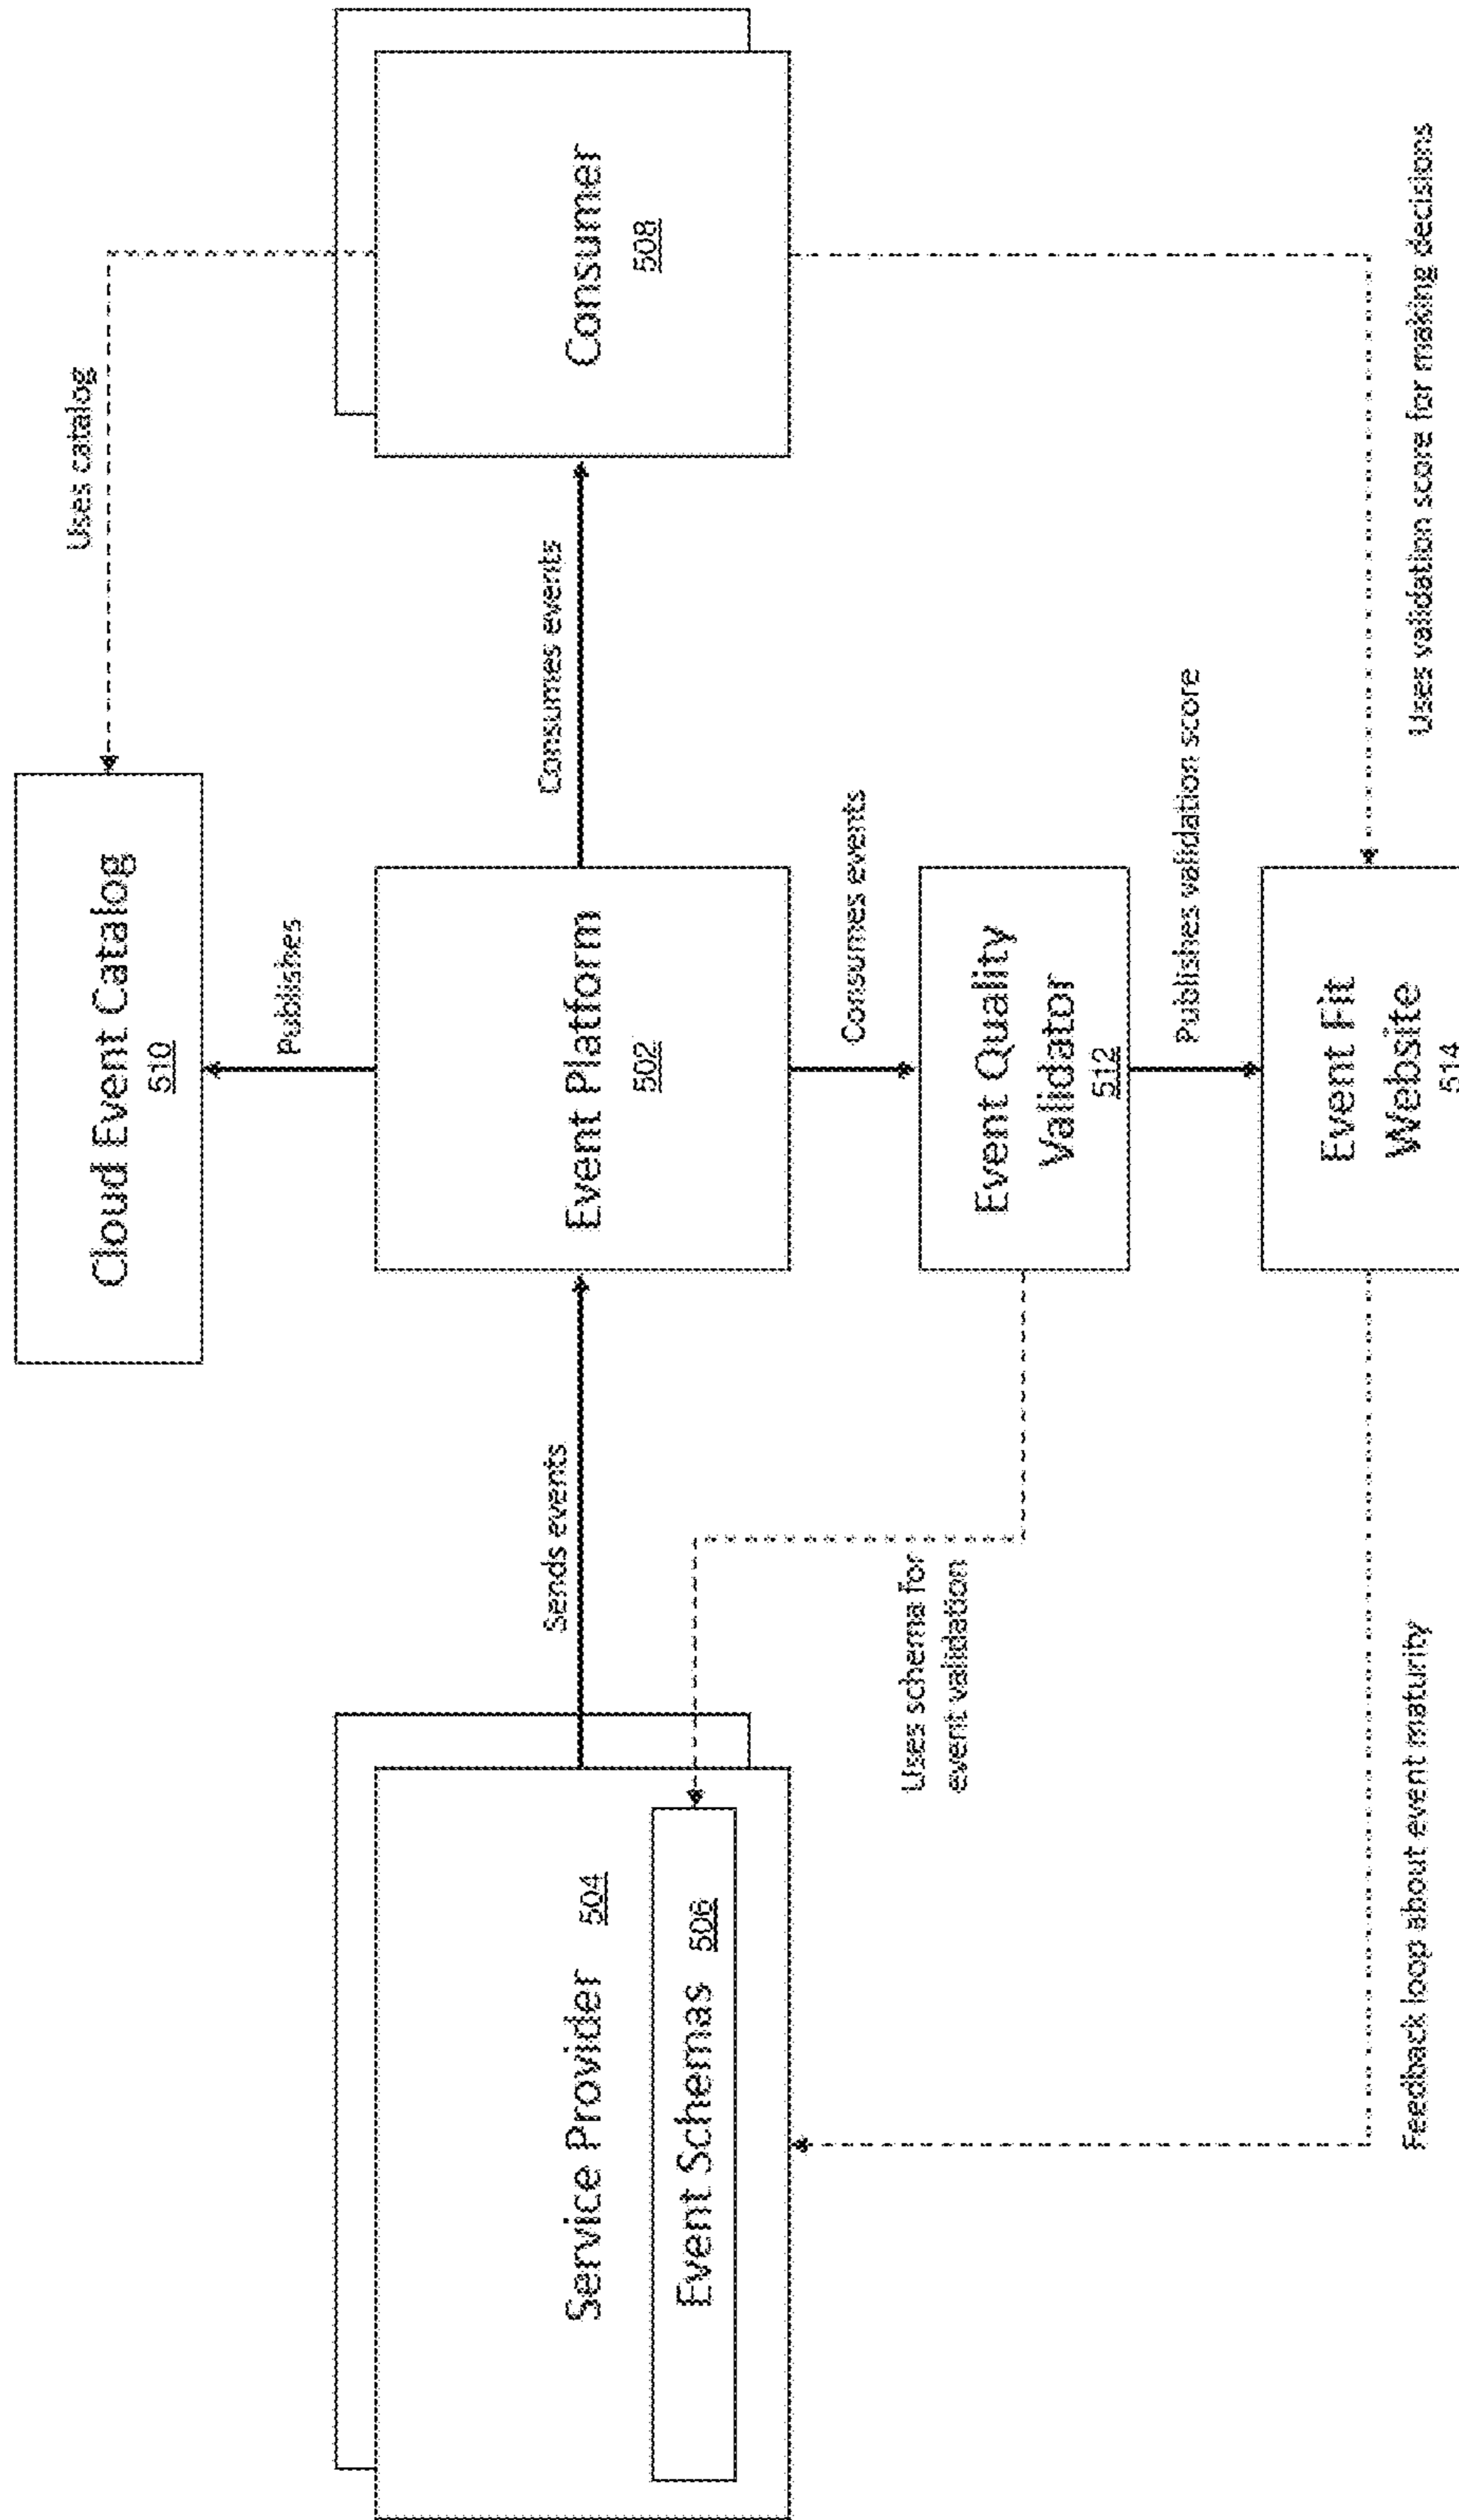 Cloud Event Catalog
510
Uses catalog
Publishes
Service Provider 504
Event Schemas 506
Sends events
Event Platform
502
Consumes events
Consumer
508
Consumes events
Uses schema for
event validation
Event Quality
Validator
512
Publishes validation score
Event Fit
Website
514
Feedback loop about event maturity
Uses validation score for making decisions